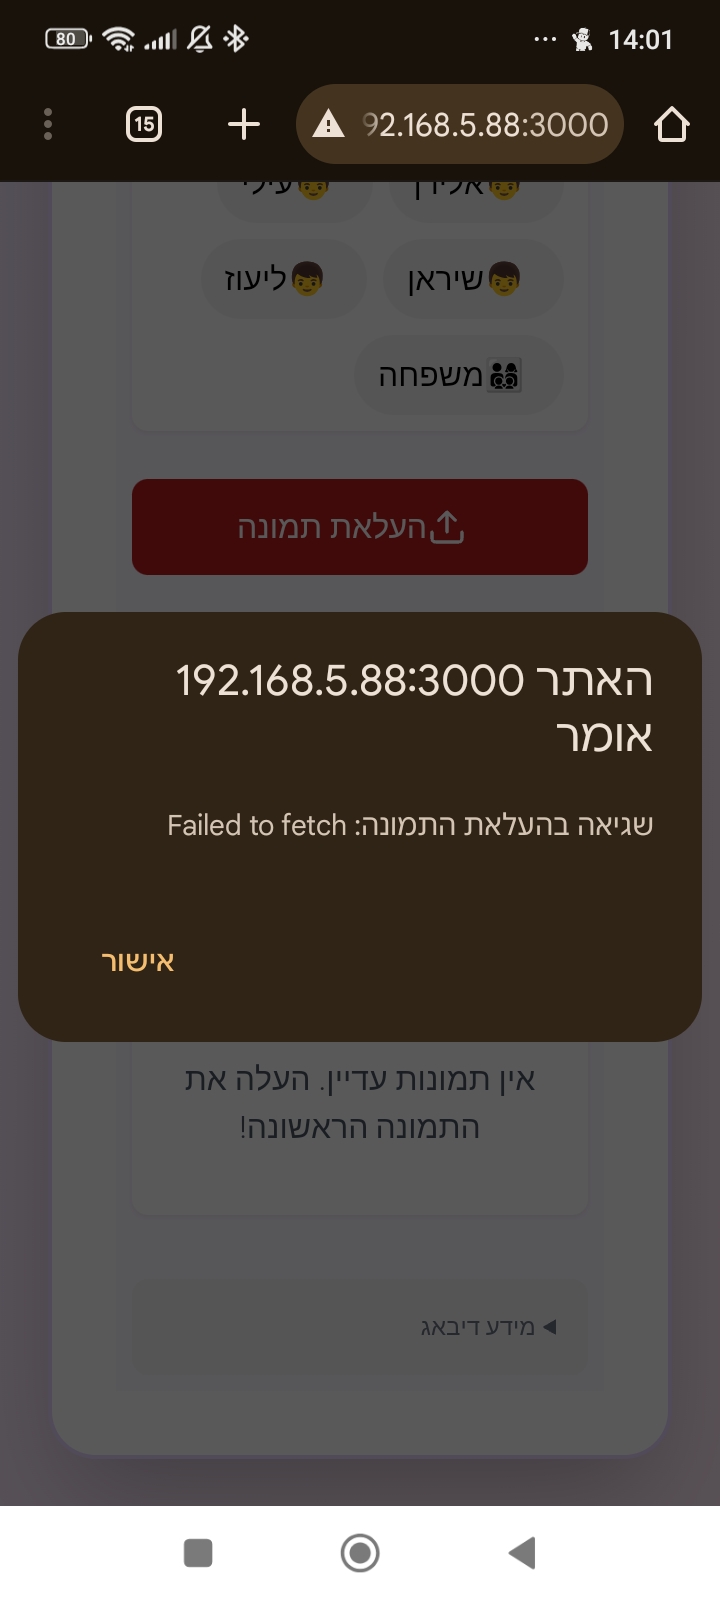 80
14:01
15
92.168.5.88:3000
אלירן
עילי
שיראן
ליעוז
משפחה
העלאת תמונה
האתר 192.168.5.88:3000
אומר
שגיאה בהעלאת התמונה: Failed to fetch
אישור
אין תמונות עדיין. העלה את
התמונה הראשונה!
מידע דיבאג